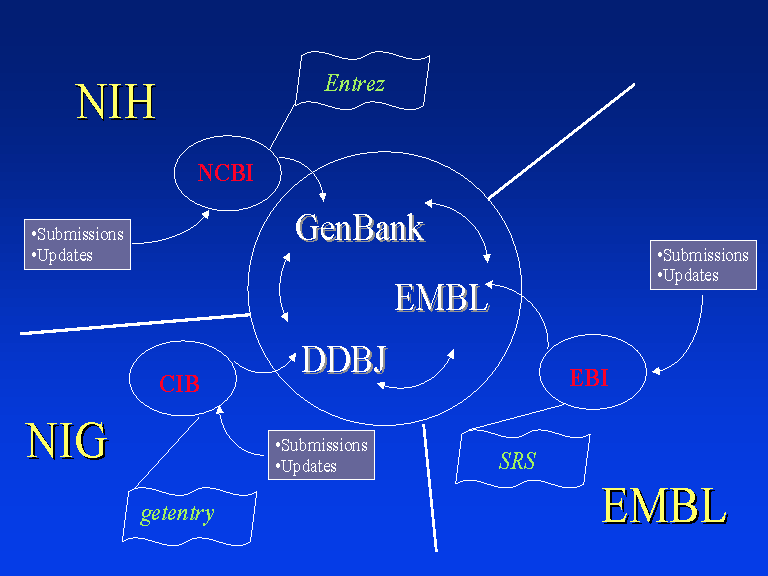 Entrez
NIH
NCBI
GenBank
•Submissions
•Updates
•Submissions
•Updates
EMBL
DDBJ
CIB
EBI
NIG
•Submissions
•Updates
SRS
getentry
EMBL